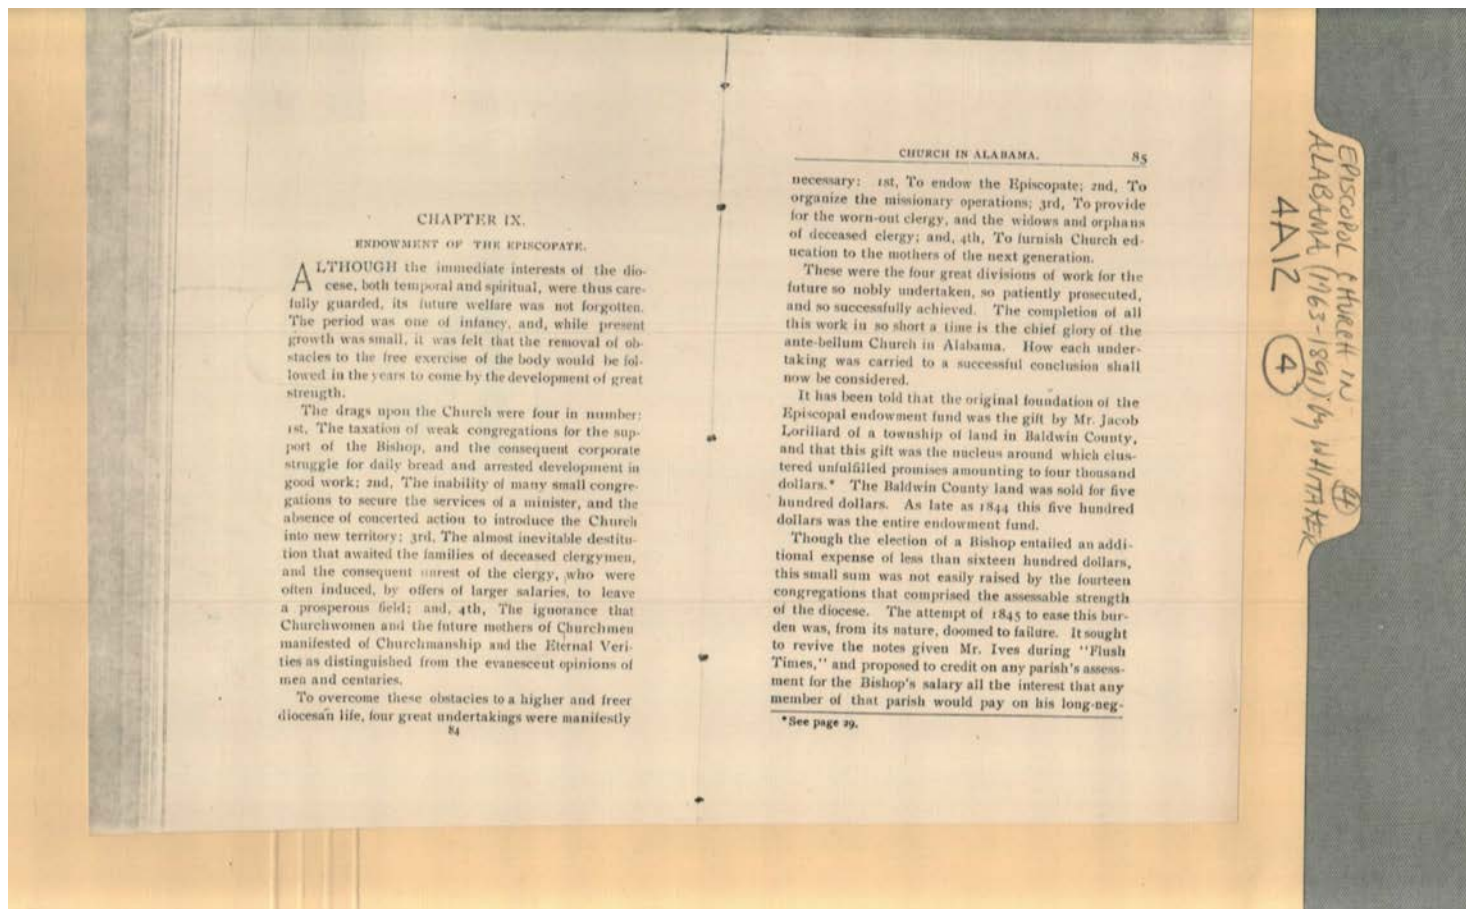 CHAPTER IX.
ENDOWMENT OF THE EPISCOPATE.
ALTHOUGH the immediate interests of the dio-
cese, both temporal and spiritual, were thus care-
fully guarded, its future welfare was not forgotten.
The period was one of infancy, and, while present
growth was small, it was felt that the removal of ob-
stacles to the free exercise of the body would be fol-
lowed in the years to come by the development of great
strength.
The drags upon the Church were four in number:
1st, The taxation of weak congregations for the sup-
port of the Bishop, and the consequent corporate
struggle for daily bread and arrested development in
good work; 2nd, The inability of many small congre-
gations to secure the services of a minister, and the
absence of concerted action to introduce the Church
into new territory; 3rd, The almost inevitable destitu-
tion that awaited the families of deceased clergymen,
and the consequent unrest of the clergy, who were
often induced, by offers of larger salaries, to leave
a prosperous field; and, 4th, The ignorance that
Churchwomen and the future mothers of Churchmen
manifested of Churchmanship and the Eternal Veri-
ties as distinguished from the evanescent opinions of
men and centuries.
To overcome these obstacles to a higher and freer
diocesan life, four great undertakings were manifestly
84
CHURCH IN ALABAMA. 85
necessary: 1st, To endow the Episcopate; 2nd, To
organize the missionary operations; 3rd, To provide
for the worn-out clergy, and the widows and orphans
of deceased clergy; and, 4th, To furnish Church ed-
ucation to the mothers of the next generation.
These were the four great divisions of work for the
future so nobly undertaken, so patiently prosecuted,
and so successfully achieved. The completion of all
this work in so short a time is the chief glory of the
ante-bellum Church in Alabama. How each under-
taking was carried to a successful conclusion shall
now be considered.
It has been told that the original foundation of the
Episcopal endowment fund was the gift by Mr. Jacob
Lorillard of a township of land in Baldwin County,
and that this gift was the nucleus around which clus-
tered unfulfilled promises amounting to four thousand
dollars.* The Baldwin County land was sold for five
hundred dollars. As late as 1844 this five hundred
dollars was the entire endowment fund.
Though the election of a Bishop entailed an addi-
tional expense of less than sixteen hundred dollars,
this small sum was not easily raised by the fourteen
congregations that comprised the assessable strength
of the diocese. The attempt of 1845 to ease this bur-
den was, from its nature, doomed to failure. It sought
to revive the notes given Mr. Ives during "Flush
Times," and proposed to credit on any parish's assess-
ment for the Bishop's salary all the interest that any
member of that parish would pay on his long-neg-
*See page 29.
EPISCOPOL CHURCH IN
ALABAMA (1763-1891) by WHITAKER
4A12 4